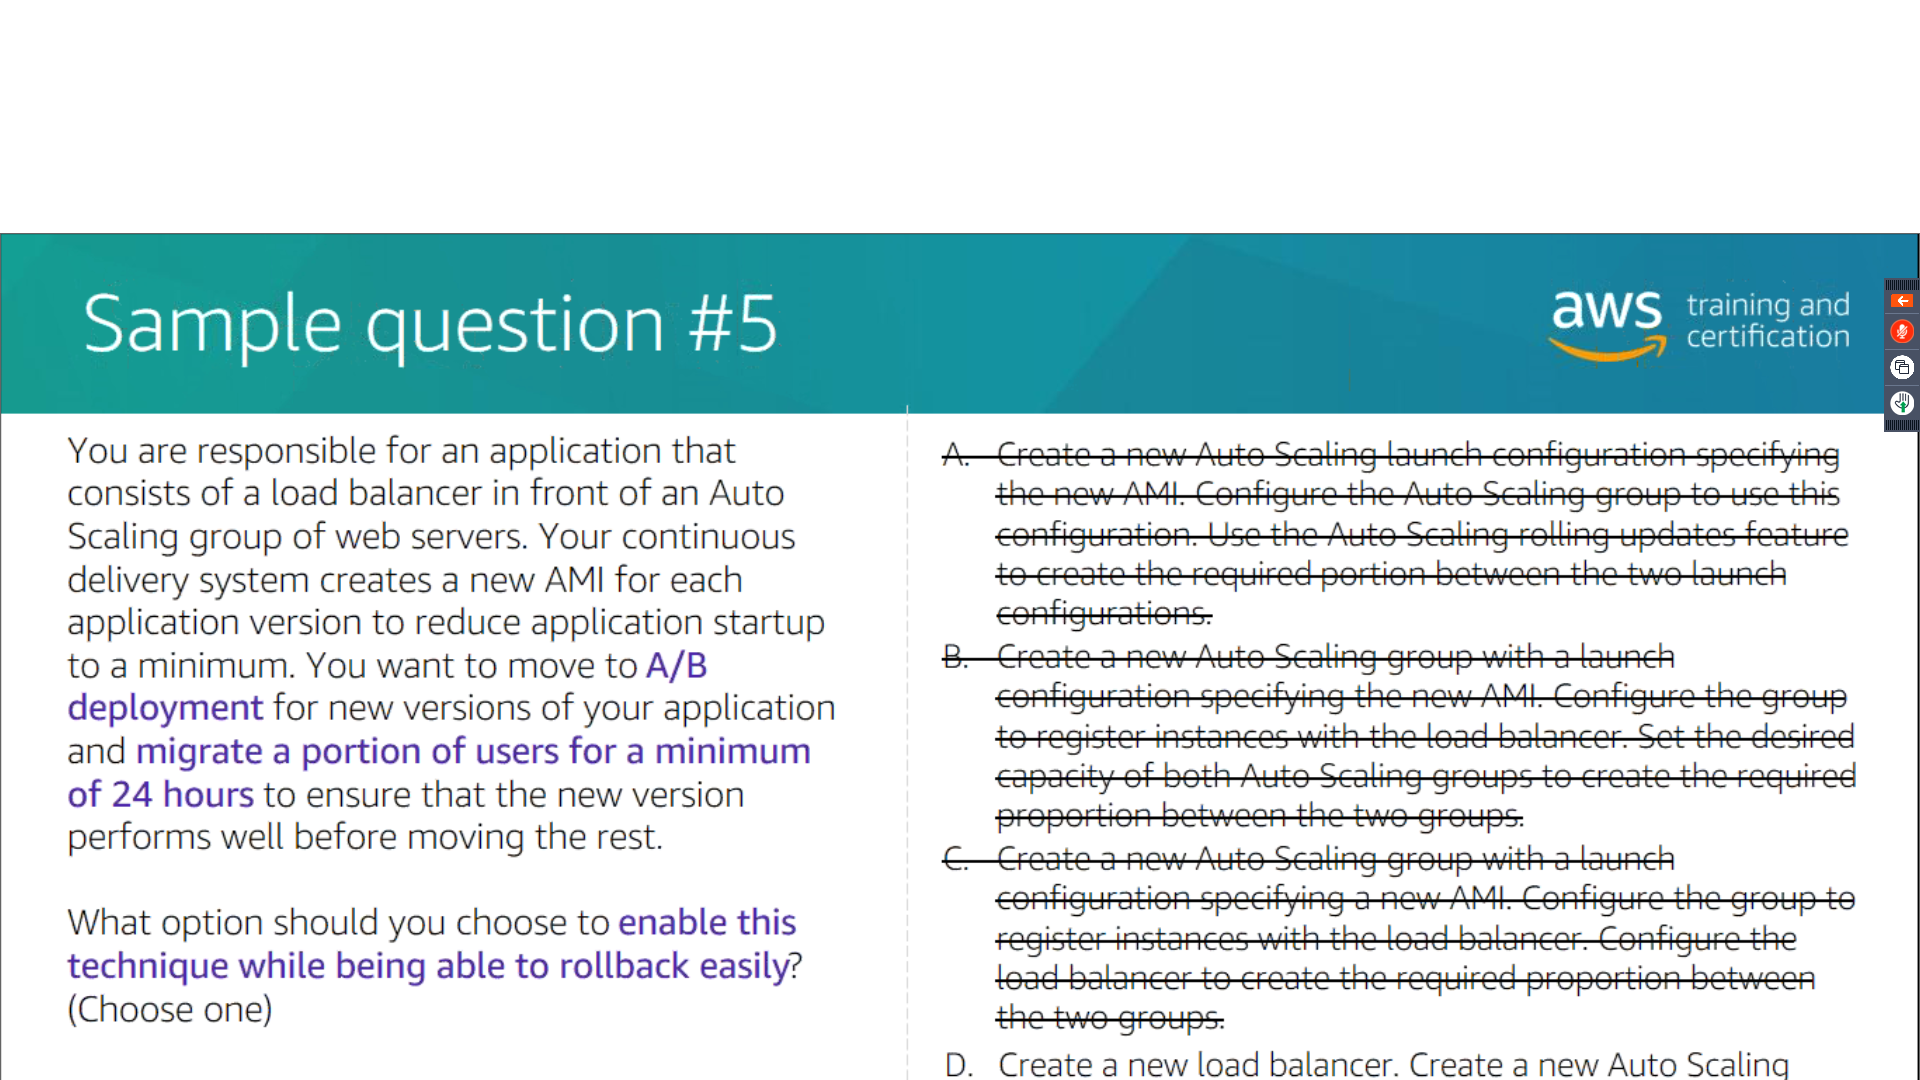 Sample question #5
aws training and
certification
You are responsible for an application that
consists of a load balancer in front of an Auto
Scaling group of web servers. Your continuous
delivery system creates a new AMI for each
application version to reduce application startup
to a minimum. You want to move to A/B
deployment for new versions of your application
and migrate a portion of users for a minimum
of 24 hours to ensure that the new version
performs well before moving the rest.
What option should you choose to enable this
technique while being able to rollback easily?
(Choose one)
A. Create a new Auto Scaling launch configuration specifying
the new AMI. Configure the Auto Scaling group to use this
configuration. Use the Auto Scaling rolling updates feature
to create the required portion between the two launch
configurations.
B. Create a new Auto Scaling group with a launch
configuration specifying the new AMI. Configure the group
to register instances with the load balancer. Set the desired
capacity of both Auto Scaling groups to create the required
proportion between the two groups.
C. Create a new Auto Scaling group with a launch
configuration specifying a new AMI. Configure the group to
register instances with the load balancer. Configure the
load balancer to create the required proportion between
the two groups.
D. Create a new load balancer. Create a new Auto Scaling